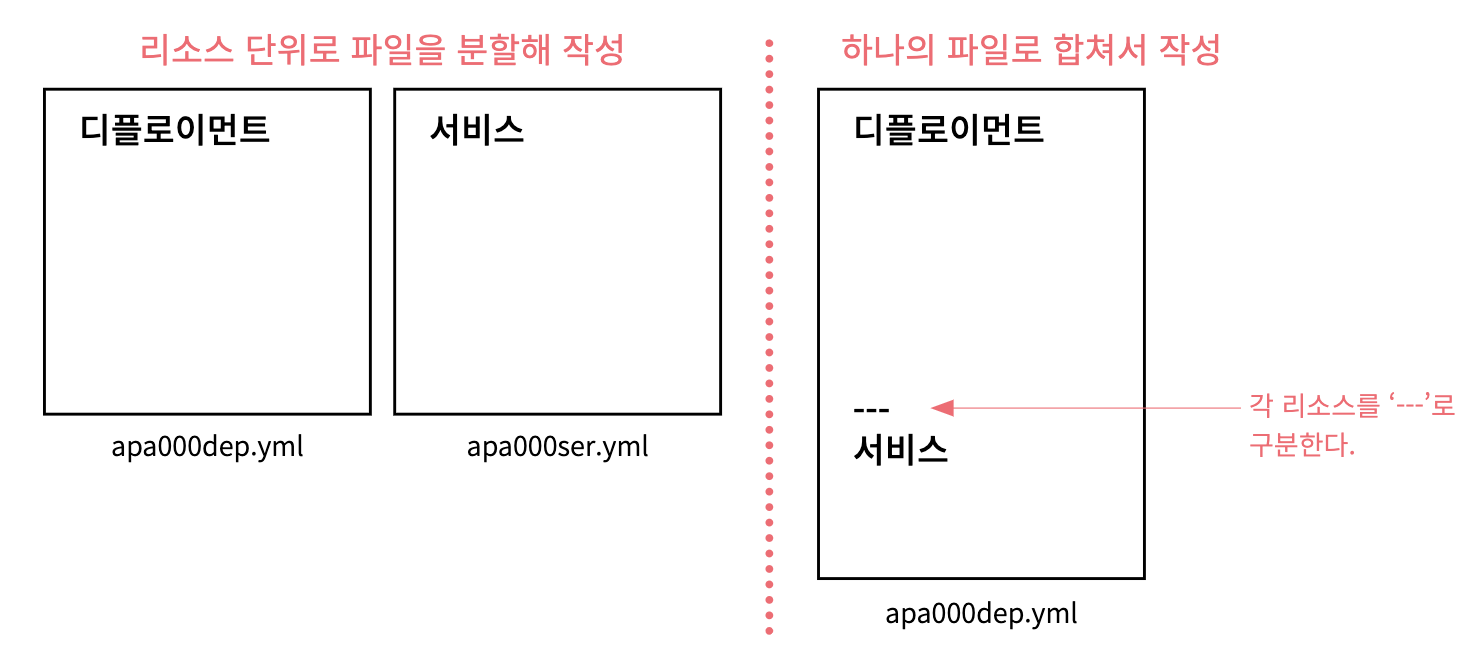 리소스 단위로 파일을 분할해 작성
디플로이먼트
서비스
apa000dep.yml
apa000ser.yml
하나의 파일로 합쳐서 작성
디플로이먼트
---
서비스
apa000dep.yml
각 리소스를 ‘---’로
구분한다.